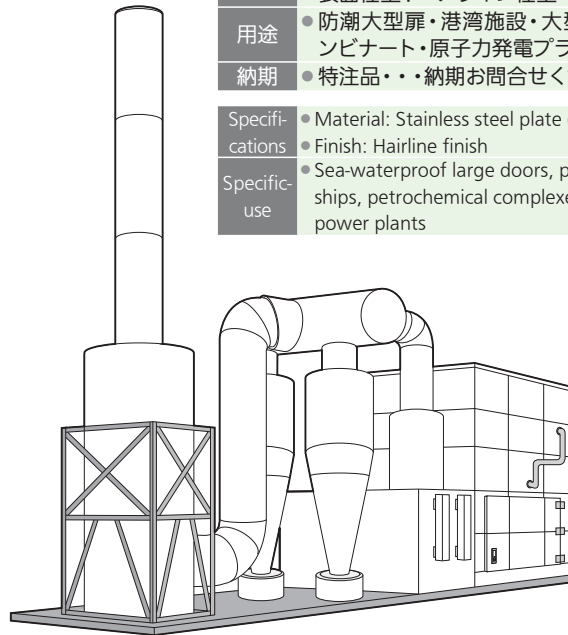 用途
●防潮大型扉・港湾施設・大型
ンビナート・原子力発電プラ
納期
●特注品・・・納期お問合せく
Specifi-
cations
●Material: Stainless steel plate
●Finish: Hairline finish
Specific-
use
●Sea-waterproof large doors, p
ships, petrochemical complexe
power plants